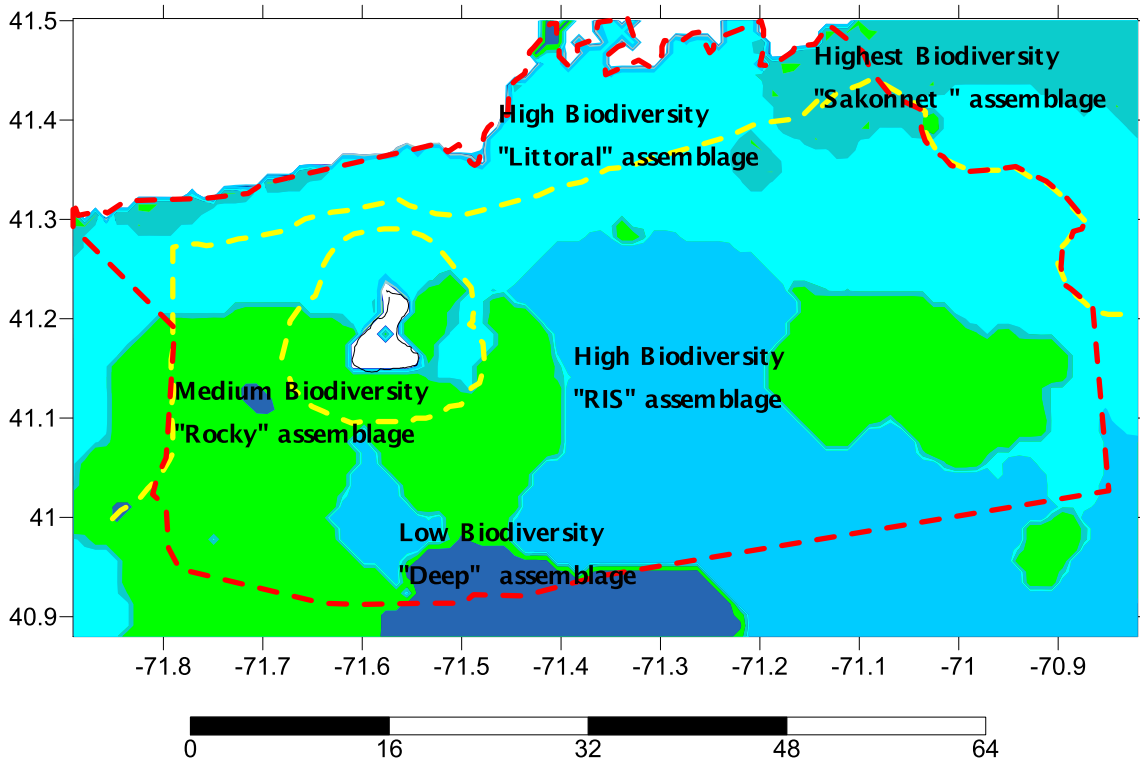 41.5
Highest Biodiversity
"Sakonnet " assemblage
41.4
High Biodiversity
"Littoral" assemblage
41.3
41.2
High Biodiversity
"RIS" assemblage
Medium Biodiversity
"Rocky" assemblage
41.1
41
Low Biodiversity
"Deep" assemblage
40.9
-71.8 -71.7 -71.6 -71.5 -71.4 -71.3 -71.2 -71.1 -71 -70.9
0 16 32 48 64